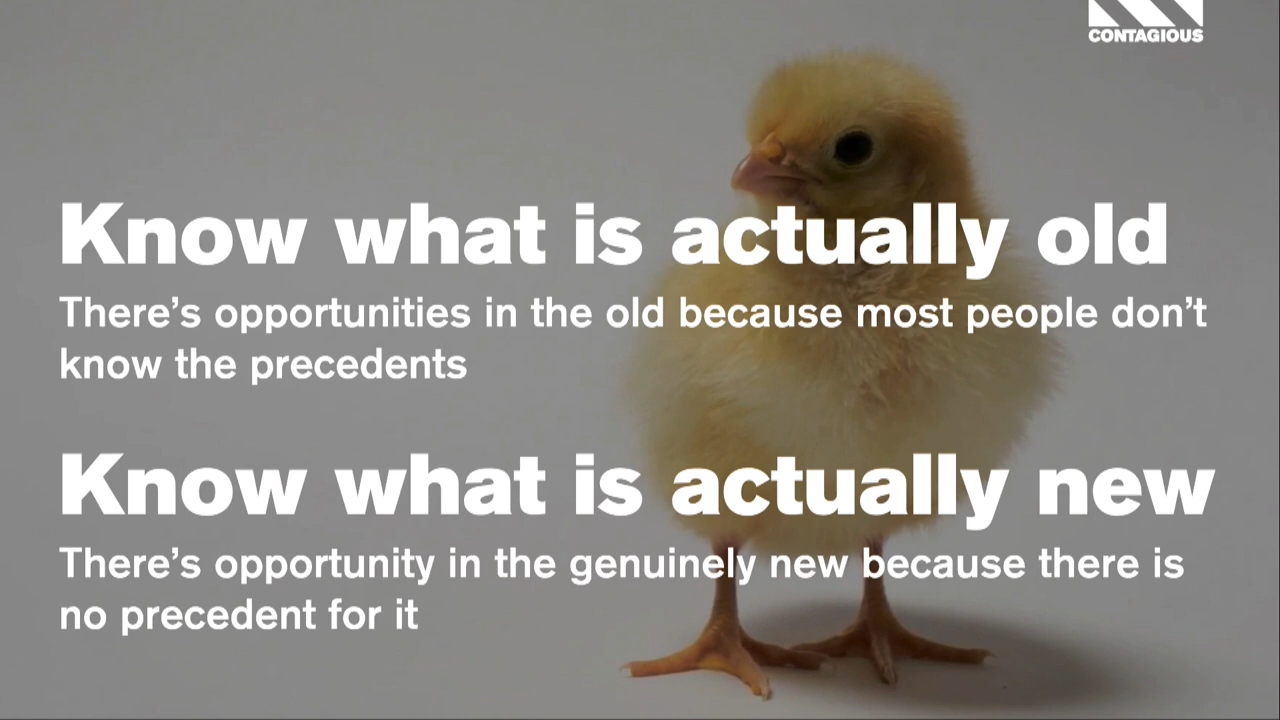 CONTAGIOUS
Know what is actually old
There’s opportunities in the old because most people don’t
know the precedents
Know what is actually new
There’s opportunity in the genuinely new because there is
no precedent for it